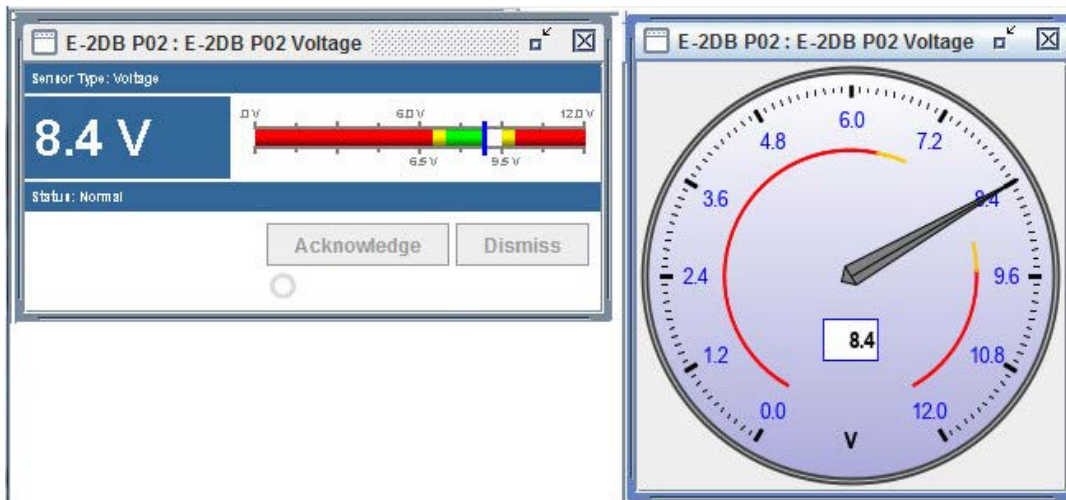 E-2DB P02 : E-2DB P02 Voltage
Sensor Type: Voltage
8.4 V
.0 V 6.0 V 12.0 V
6.5 V 9.5 V
Status: Normal
Acknowledge Dismiss
E-2DB P02 : E-2DB P02 Voltage
6.0
4.8 7.2
3.6 8.4
2.4 9.6
8.4
1.2 10.8
0.0 12.0
V